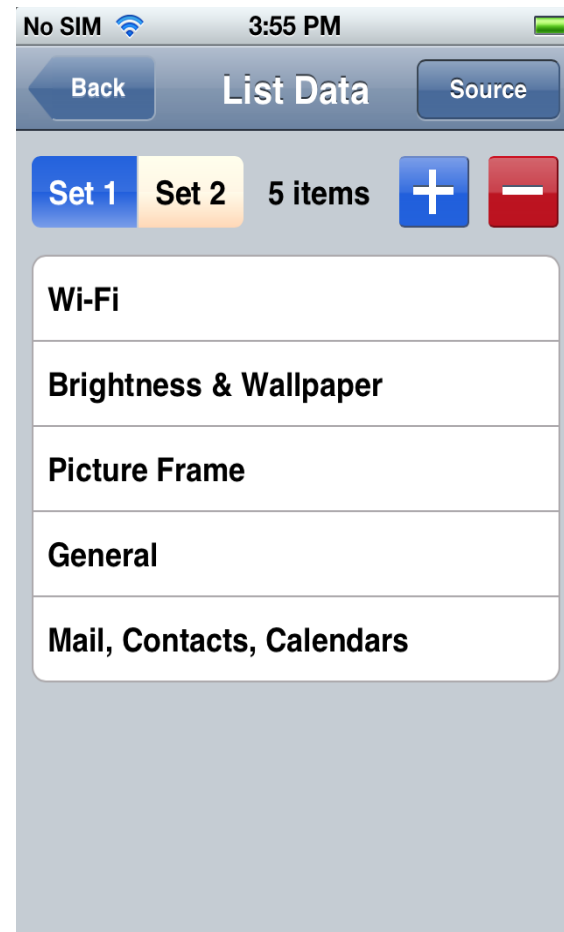 No SIM 3:55 PM
Back List Data Source
Set 1 Set 2 5 items
Wi-Fi
Brightness & Wallpaper
Picture Frame
General
Mail, Contacts, Calendars